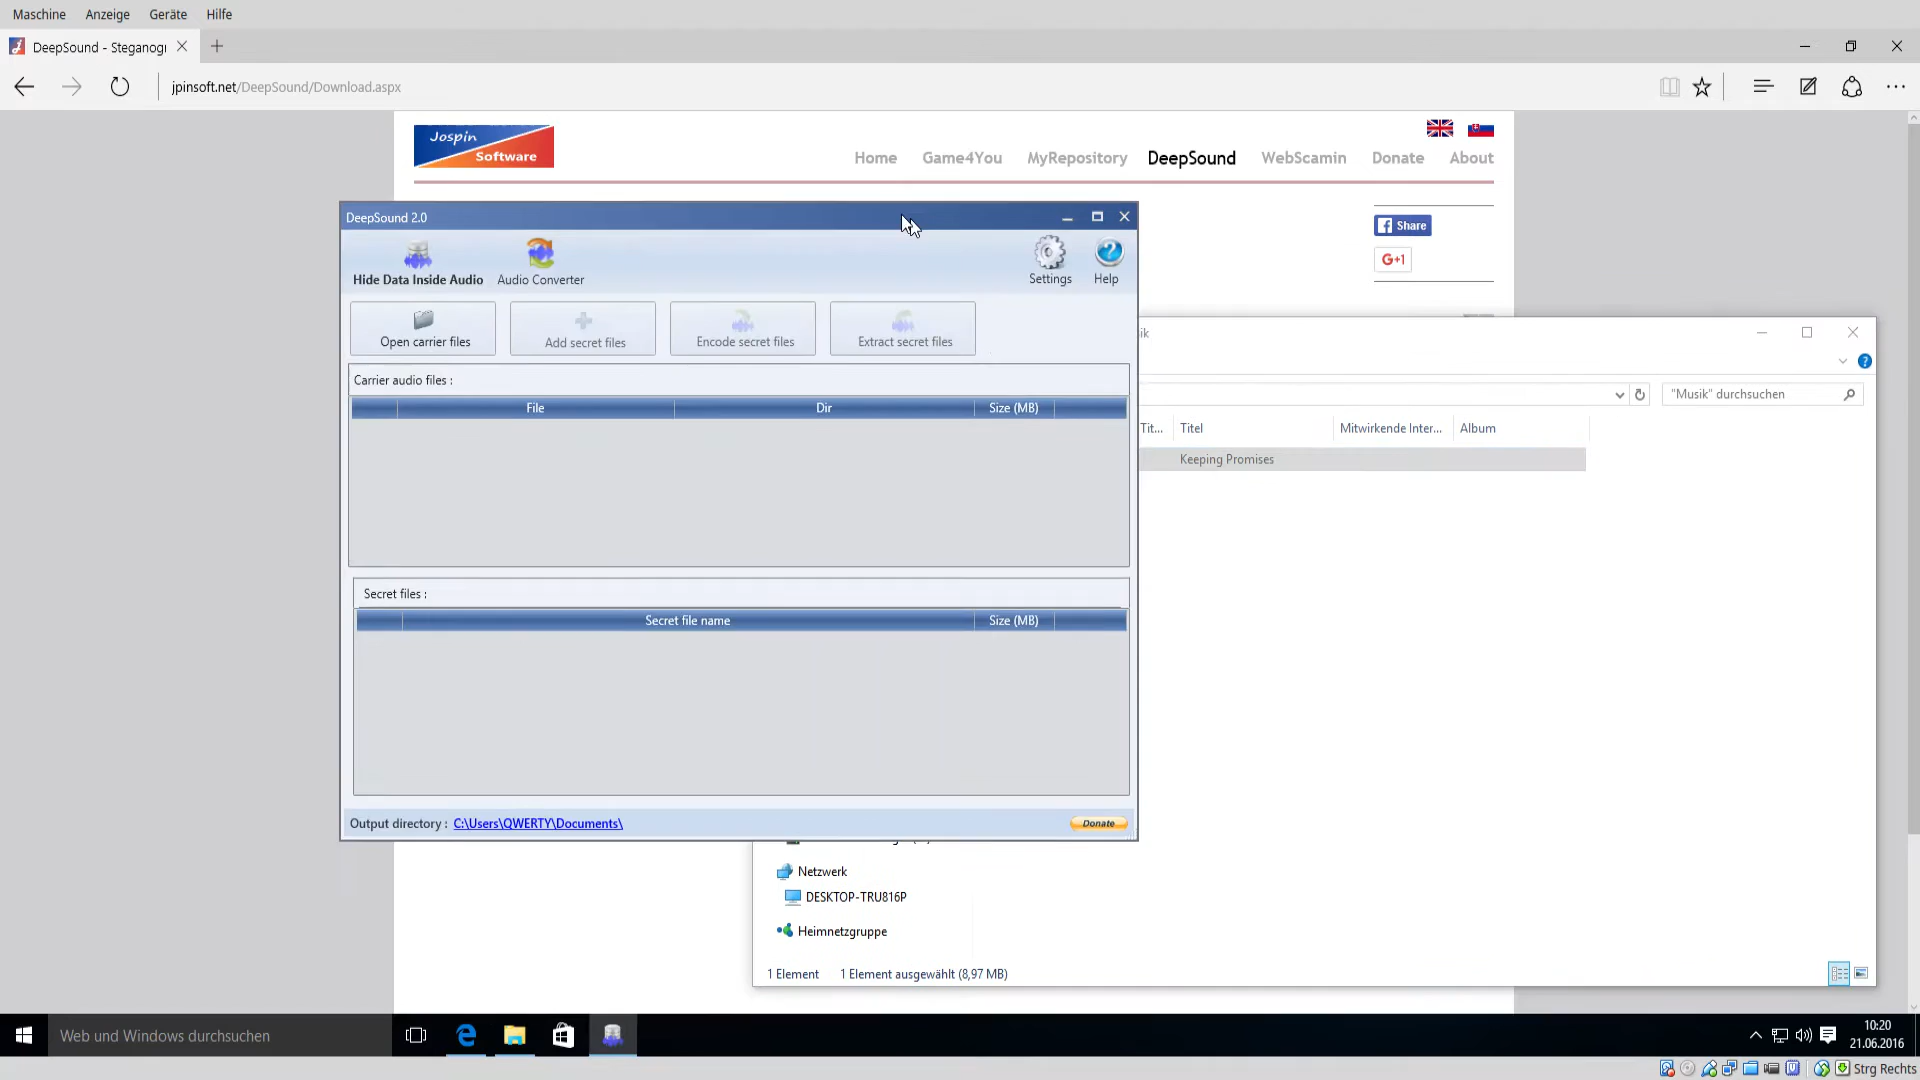 Maschine Anzeige Geräte Hilfe
DeepSound - Steganogr
jpinsoft.net/DeepSound/Download.aspx
Jospin
Software
Home Game4You MyRepository DeepSound WebScamin Donate About
Share
G+1
DeepSound 2.0
Hide Data Inside Audio Audio Converter Settings Help
Open carrier files Add secret files Encode secret files Extract secret files
Carrier audio files :
File Dir Size (MB)
Secret files :
Secret file name Size (MB)
Output directory : C:\Users\QWERTY\Documents\ Donate
ik
"Musik" durchsuchen
Tit... Titel Mitwirkende Inter... Album
Keeping Promises
Netzwerk
DESKTOP-TRU816P
Heimnetzgruppe
1 Element 1 Element ausgewählt (8,97 MB)
Web und Windows durchsuchen
10:20
21.06.2016
Strg Rechts